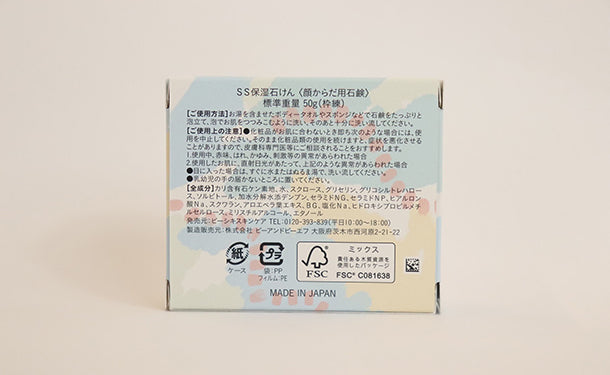 SS保湿石けん〈顔からだ用石鹸〉
標準重量 50g(枠練)
【ご使用方法】お湯を含ませたボディータオルやスポンジなどで石鹸をたっぷりと
泡立て、泡でお肌をつつみこむように洗い、そのあと十分に洗い流してください。
【ご使用上の注意】●化粧品がお肌に合わないとき即ち次のような場合には、使
用を中止してください。そのまま化粧品類の使用を続けますと、症状を悪化させる
ことがありますので、皮膚科専門医等にご相談されることをおすすめします。
1.使用中、赤味、はれ、かゆみ、刺激等の異常があらわれた場合
2.使用したお肌に、直射日光があたって、上記のような異常があらわれた場合
●目に入った場合は、すぐに水またはぬるま湯で、洗い流してください。
●乳幼児の手の届かないところに置いてください。
【全成分】カリ含有石ケン素地、水、スクロース、グリセリン、グリコシルトレハロー
ス、ソルビトール、加水分解水添デンプン、セラミドNG、セラミドNP、ヒアルロン
酸Na、スクワラン、アロエベラ葉エキス、BG、塩化Na、ヒドロキシプロピルメチ
ルセルロース、ミリスチルアルコール、エタノール
発売元:ピーシキスキンケア TEL:0120-393-839(平日10:00〜18:00)
製造販売元:株式会社 ピーアンドピーエフ 大阪府茨木市西河原2-21-22
紙
ケース
プラ
袋:PP
フィルム:PE
FSC
ミックス
責任ある木質資源を
使用したパッケージ
FSC® C081638
MADE IN JAPAN